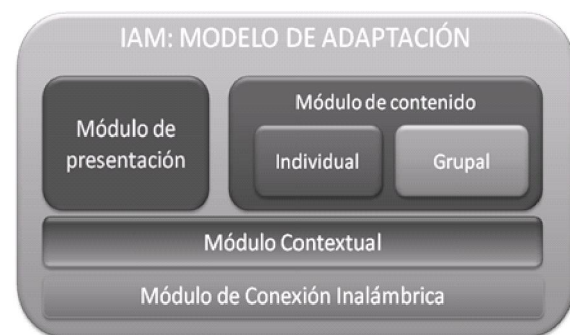 IAM: MODELO DE ADAPTACIÓN
Módulo de
presentación
Módulo de contenido
Individual
Grupal
Módulo Contextual
Módulo de Conexión Inalámbrica